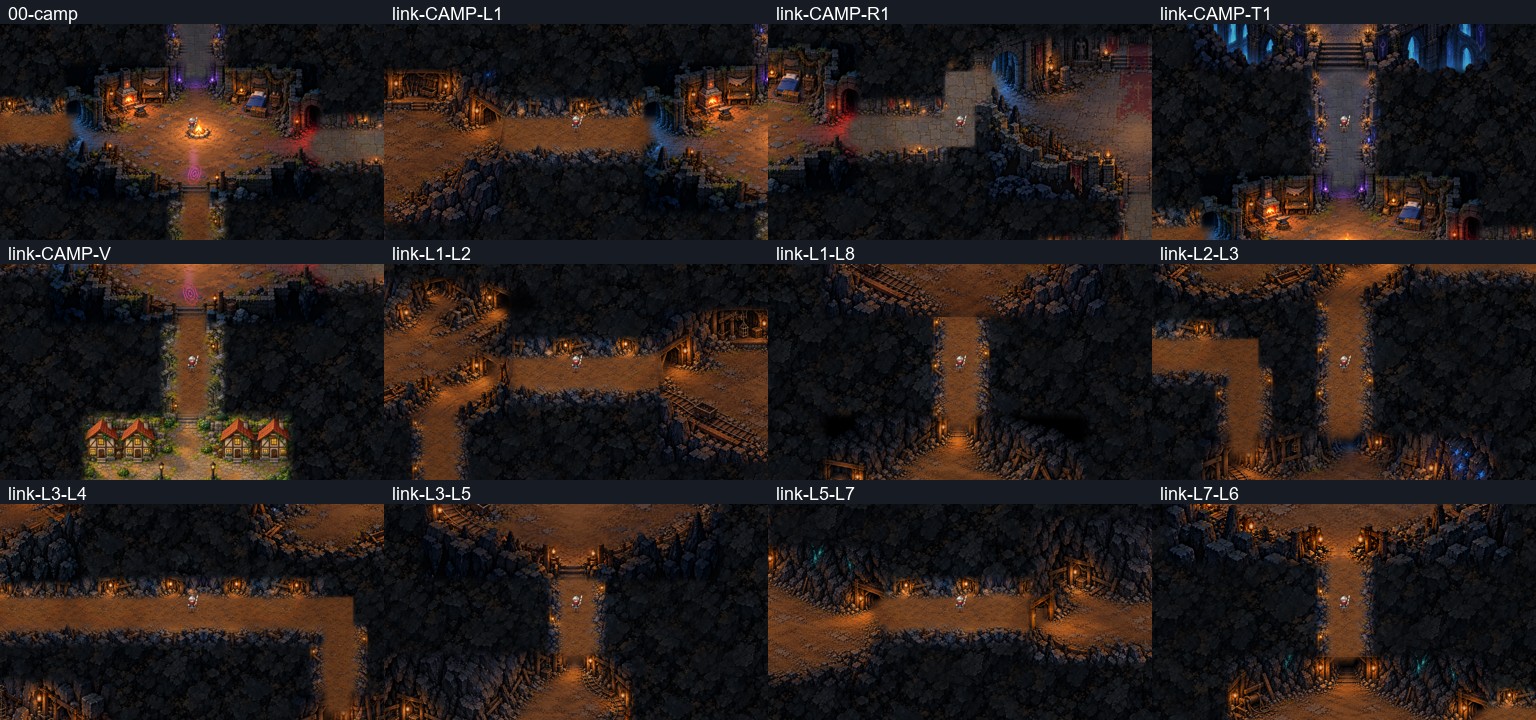 00-camp
link-CAMP-L1
link-CAMP-R1
link-CAMP-T1
link-CAMP-V
link-L1-L2
link-L1-L8
link-L2-L3
link-L3-L4
link-L3-L5
link-L5-L7
link-L7-L6